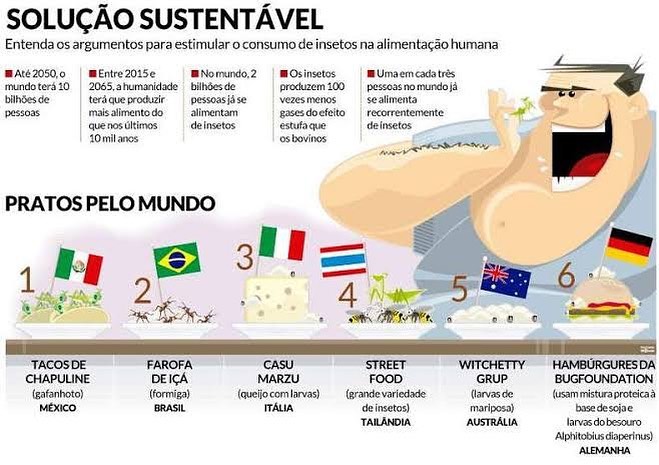 SOLUÇÃO SUSTENTÁVEL
Entenda os argumentos para estimular o consumo de insetos na alimentação humana
Até 2050, o
mundo terá 10
bilhões de
pessoas
Entre 2015 e
2065, a humanidade
terá que produzir
mais alimento do
que nos últimos
10 mil anos
No mundo, 2
bilhões de
pessoas já se
alimentam
de insetos
Os insetos
produzem 100
vezes menos
gases do efeito
estufa que
os bovinos
Uma em cada três
pessoas no mundo já
se alimenta
recorrentemente
de insetos
PRATOS PELO MUNDO
1
2
3
4
5
6
TACOS DE
CHAPULINE
(gafanhoto)
MÉXICO
FAROFA
DE IÇÁ
(formiga)
BRASIL
CASU
MARZU
(queijo com larvas)
ITÁLIA
STREET
FOOD
(grande variedade
de insetos)
TAILÂNDIA
WITCHETTY
GRUP
(larvas de
mariposa)
AUSTRÁLIA
HAMBÚRGURES DA
BUGFOUNDATION
(usam mistura proteica à
base de soja e
larvas do besouro
Alphitobius diaperinus)
ALEMANHA